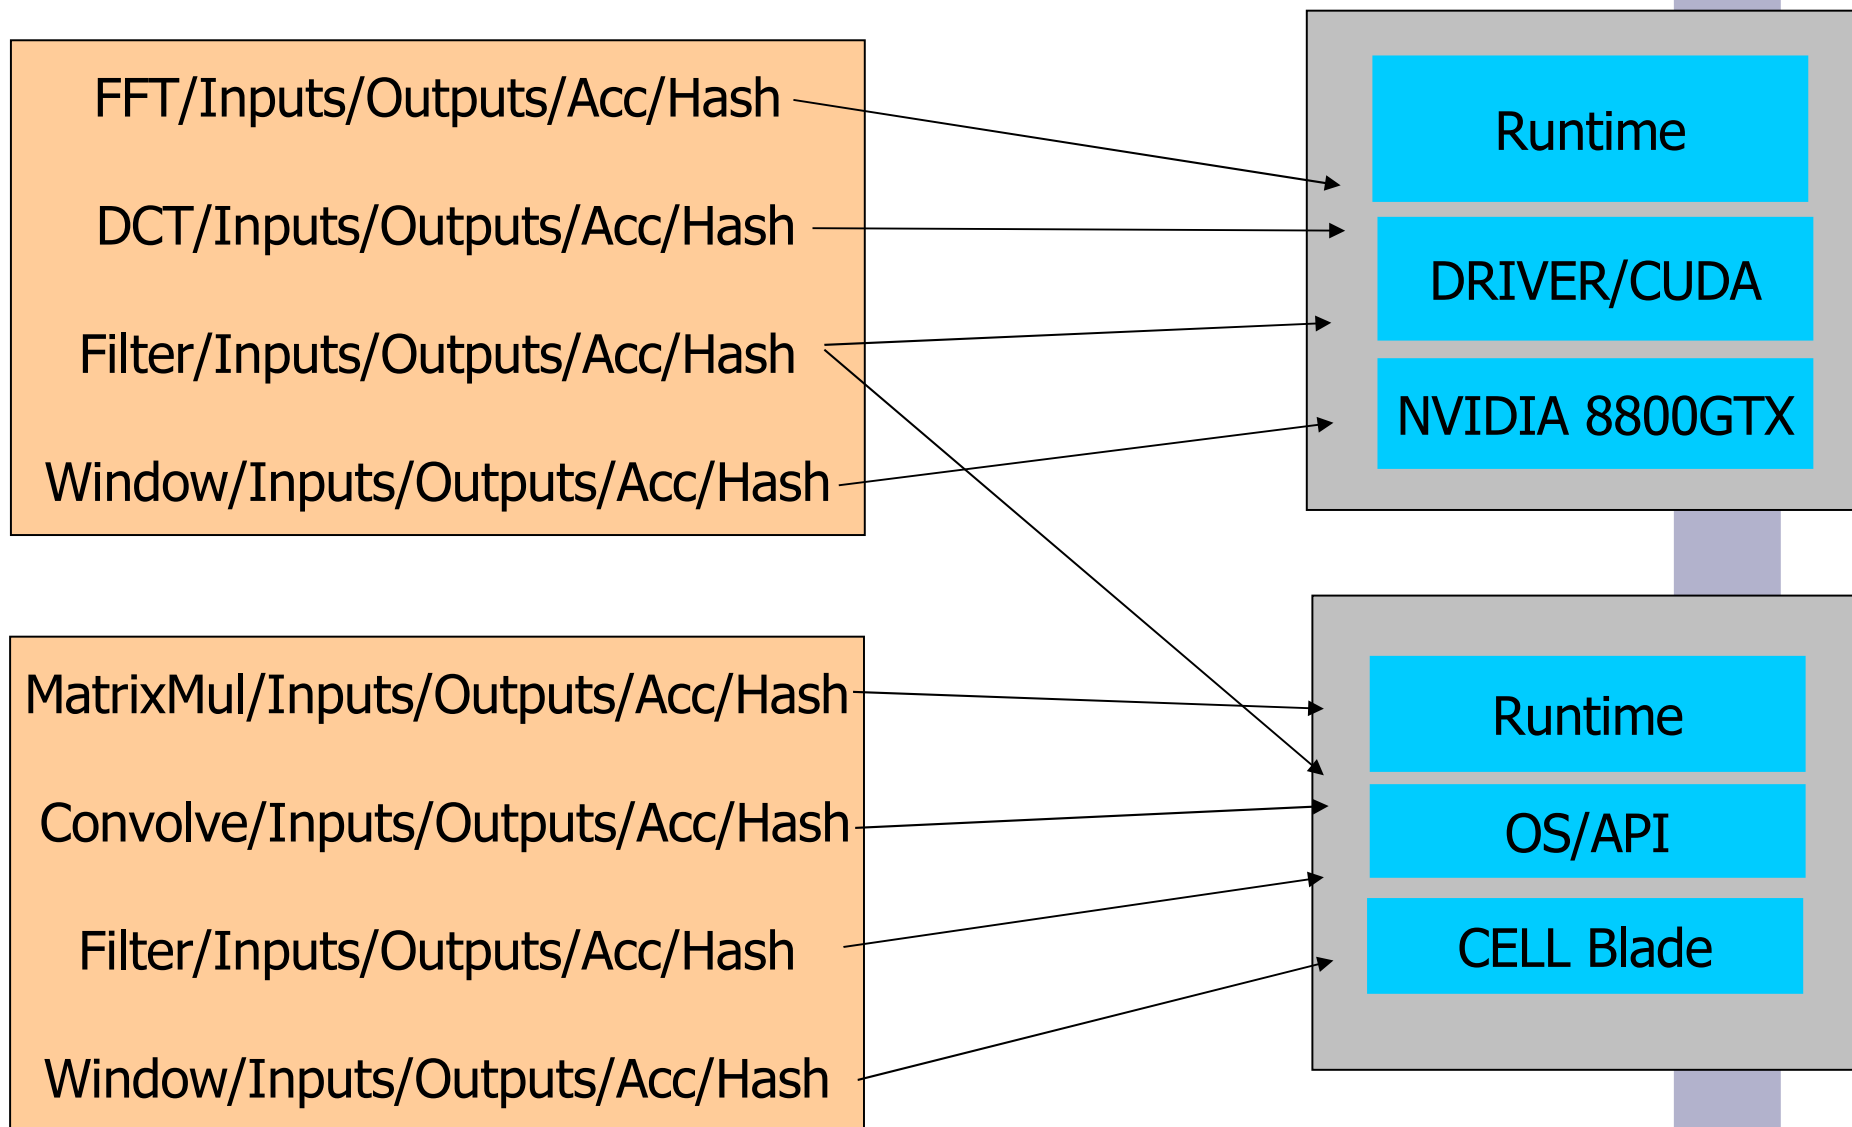 FFT/Inputs/Outputs/Acc/Hash
DCT/Inputs/Outputs/Acc/Hash
Filter/Inputs/Outputs/Acc/Hash
Window/Inputs/Outputs/Acc/Hash
Runtime
DRIVER/CUDA
NVIDIA 8800GTX
MatrixMul/Inputs/Outputs/Acc/Hash
Convolve/Inputs/Outputs/Acc/Hash
Filter/Inputs/Outputs/Acc/Hash
Window/Inputs/Outputs/Acc/Hash
Runtime
OS/API
CELL Blade